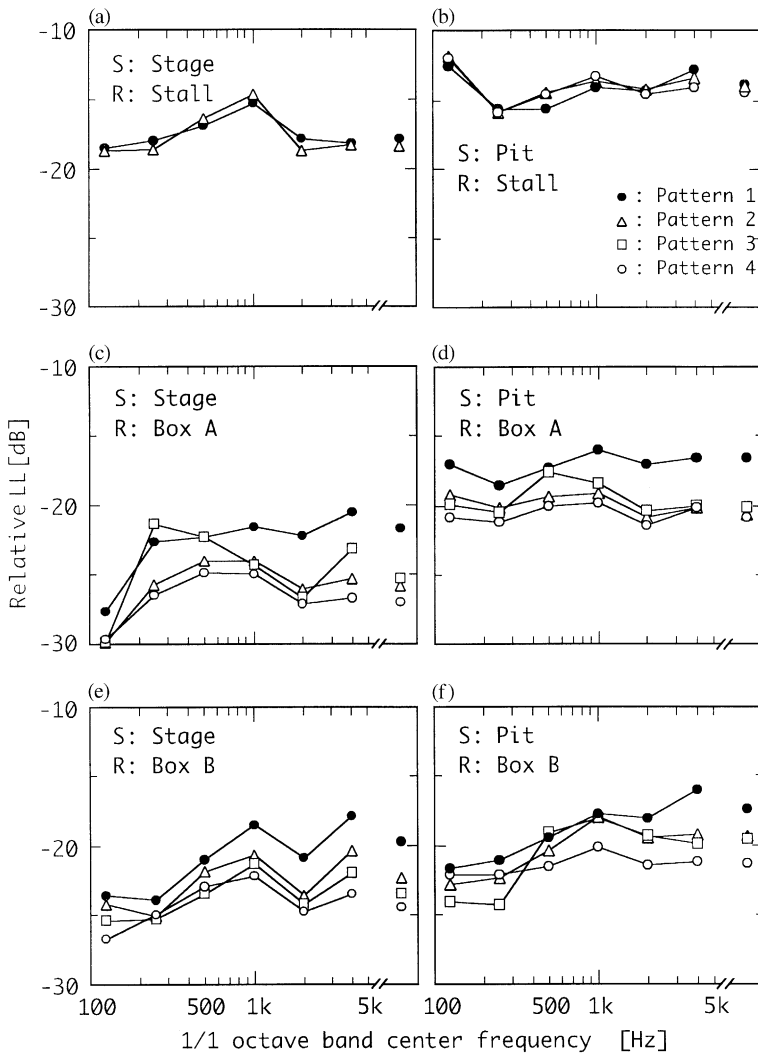 (a)
(b)
-10
-20
-30
S: Stage
R: Stall
S: Pit
R: Stall
● : Pattern 1
△ : Pattern 2
□ : Pattern 3
○ : Pattern 4
(c)
(d)
-10
-20
-30
S: Stage
R: Box A
S: Pit
R: Box A
Relative LL [dB]
(e)
(f)
-10
-20
-30
S: Stage
R: Box B
S: Pit
R: Box B
100 500 1k 5k 100 500 1k 5k
1/1 octave band center frequency [Hz]